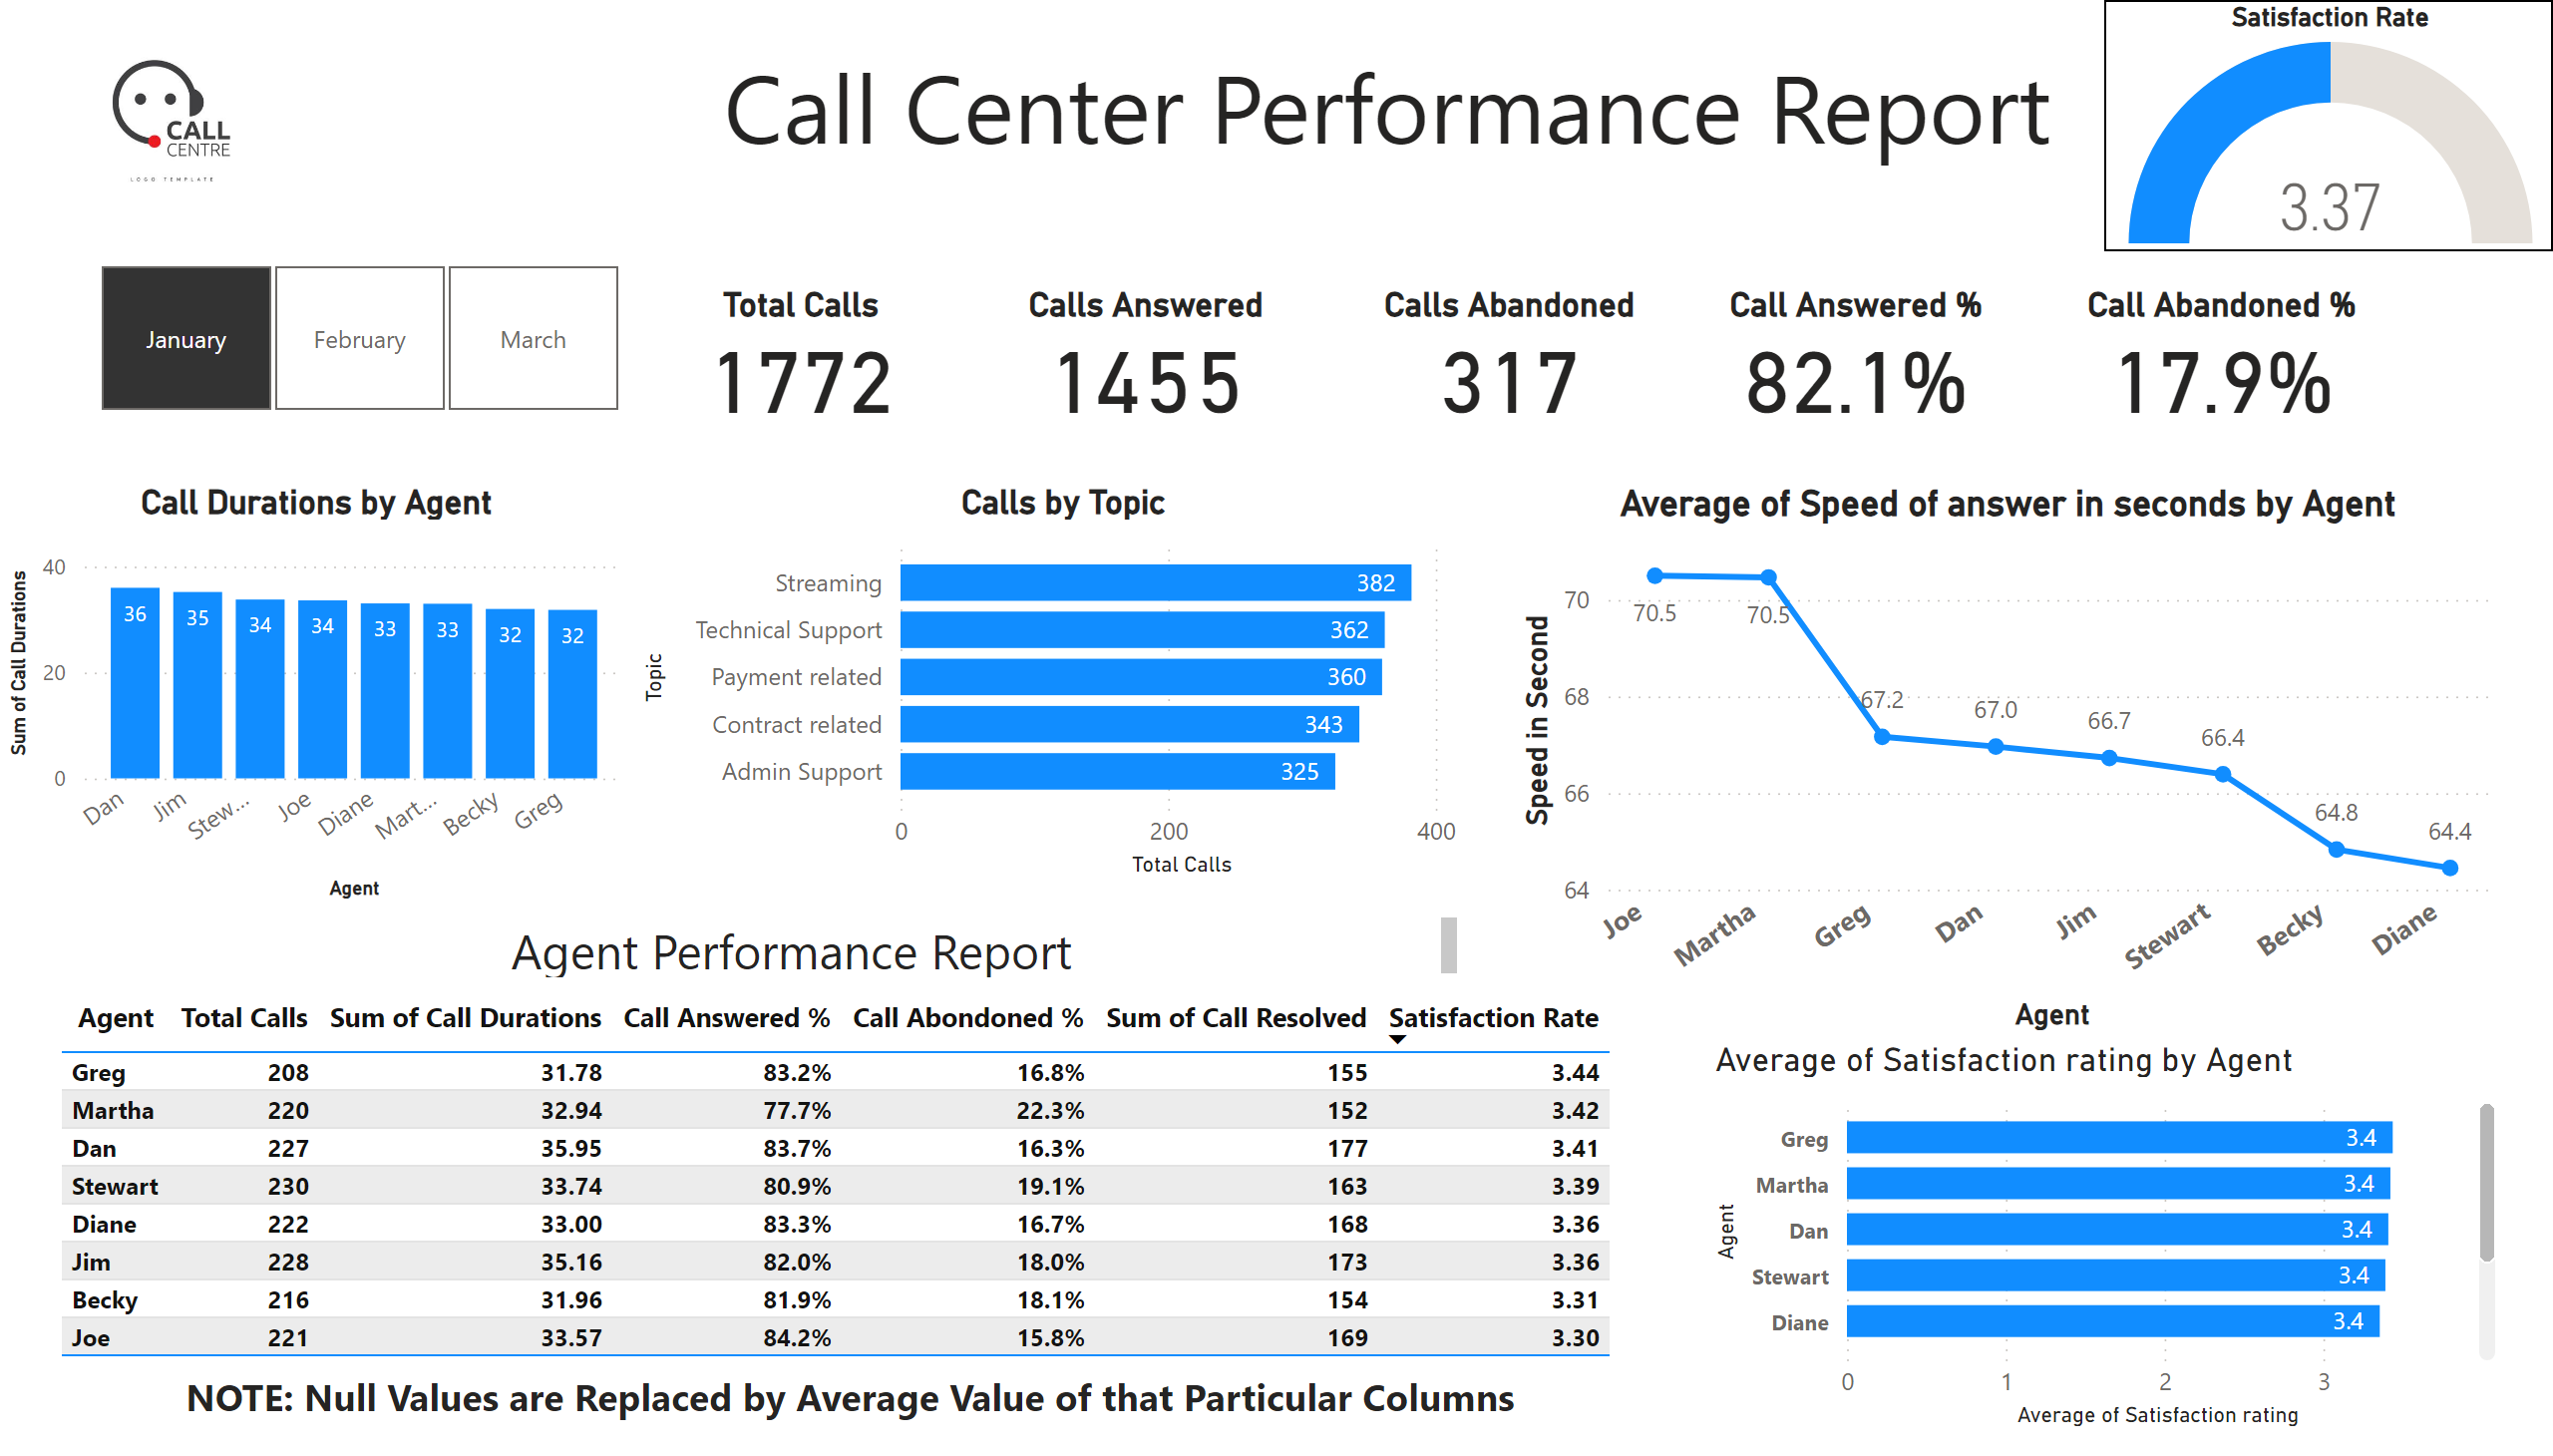 Satisfaction Rate
3.37
Call Center Performance Report
CALL
CENTRE
LOGO TEMPLATE
January February March
Total Calls Calls Answered Calls Abandoned Call Answered % Call Abandoned %
1772 1455 317 82.1% 17.9%
Call Durations by Agent
Sum of Call Durations
40
20
0
36 35 34 34 33 33 32 32
Dan Jim Stew... Joe Diane Mart... Becky Greg
Agent
Calls by Topic
Topic
Streaming 382
Technical Support 362
Payment related 360
Contract related 343
Admin Support 325
0 200 400
Total Calls
Average of Speed of answer in seconds by Agent
Speed in Second
70
68
66
64
70.5 70.5 67.2 67.0 66.7 66.4 64.8 64.4
Joe Martha Greg Dan Jim Stewart Becky Diane
Agent
Agent Performance Report
Agent Total Calls Sum of Call Durations Call Answered % Call Abondoned % Sum of Call Resolved Satisfaction Rate
Greg 208 31.78 83.2% 16.8% 155 3.44
Martha 220 32.94 77.7% 22.3% 152 3.42
Dan 227 35.95 83.7% 16.3% 177 3.41
Stewart 230 33.74 80.9% 19.1% 163 3.39
Diane 222 33.00 83.3% 16.7% 168 3.36
Jim 228 35.16 82.0% 18.0% 173 3.36
Becky 216 31.96 81.9% 18.1% 154 3.31
Joe 221 33.57 84.2% 15.8% 169 3.30
NOTE: Null Values are Replaced by Average Value of that Particular Columns
Average of Satisfaction rating by Agent
Agent
Greg 3.4
Martha 3.4
Dan 3.4
Stewart 3.4
Diane 3.4
0 1 2 3
Average of Satisfaction rating